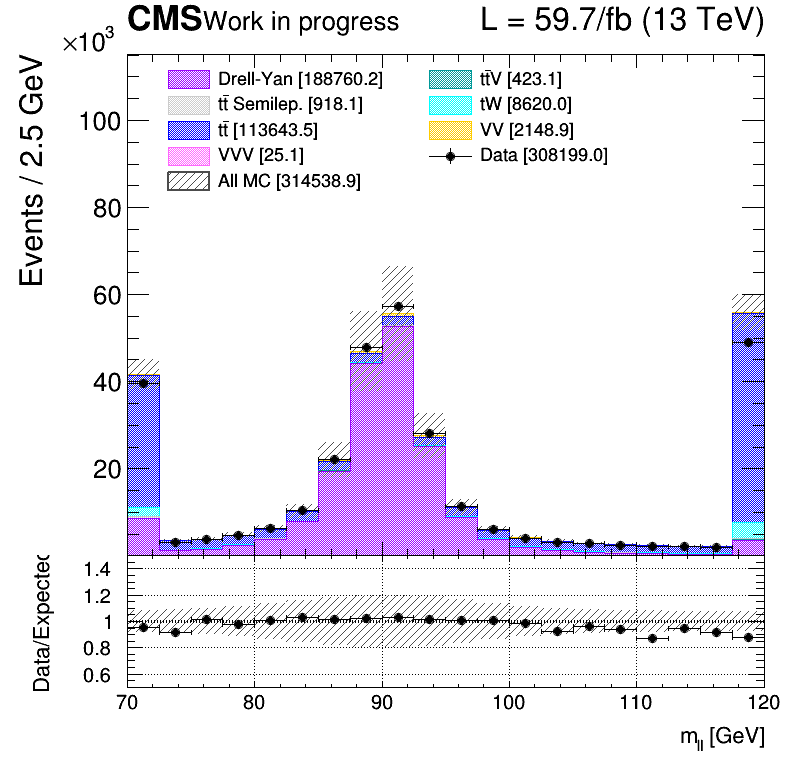 CMS Work in progress L = 59.7/fb (13 TeV)
×10³
Drell-Yan [188760.2] tt̄V [423.1]
tt̄ Semilep. [918.1] tW [8620.0]
tt̄ [113643.5] VV [2148.9]
VVV [25.1] Data [308199.0]
All MC [314538.9]
Events / 2.5 GeV
100
80
60
40
20
Data/Expected
1.4
1.2
1
0.8
0.6
70 80 90 100 110 120
m_ll [GeV]